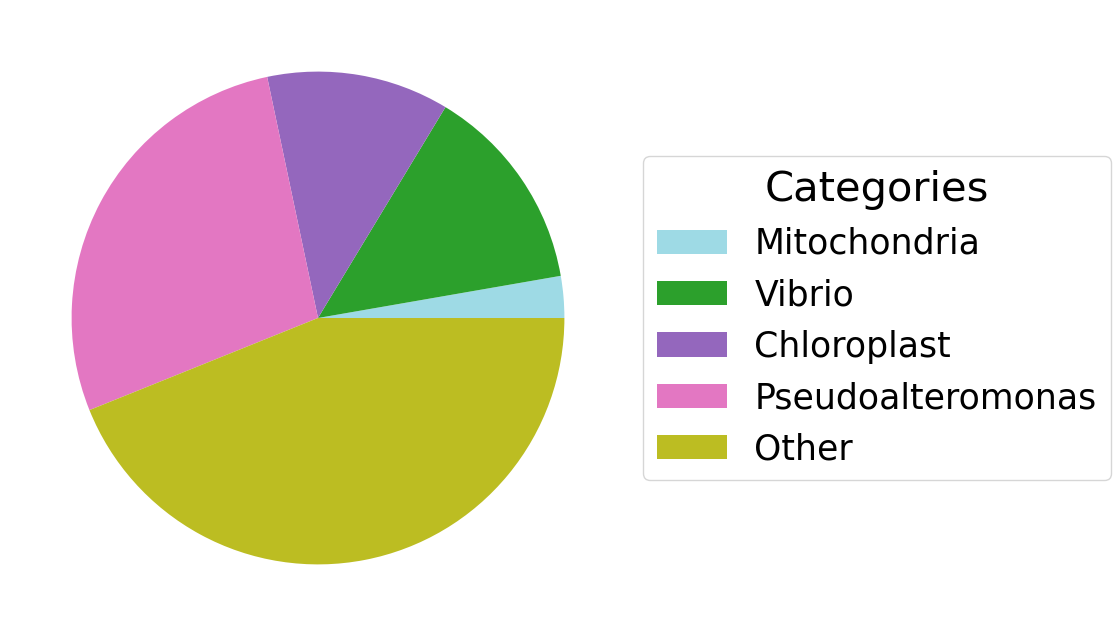 Categories
Mitochondria
Vibrio
Chloroplast
Pseudoalteromonas
Other